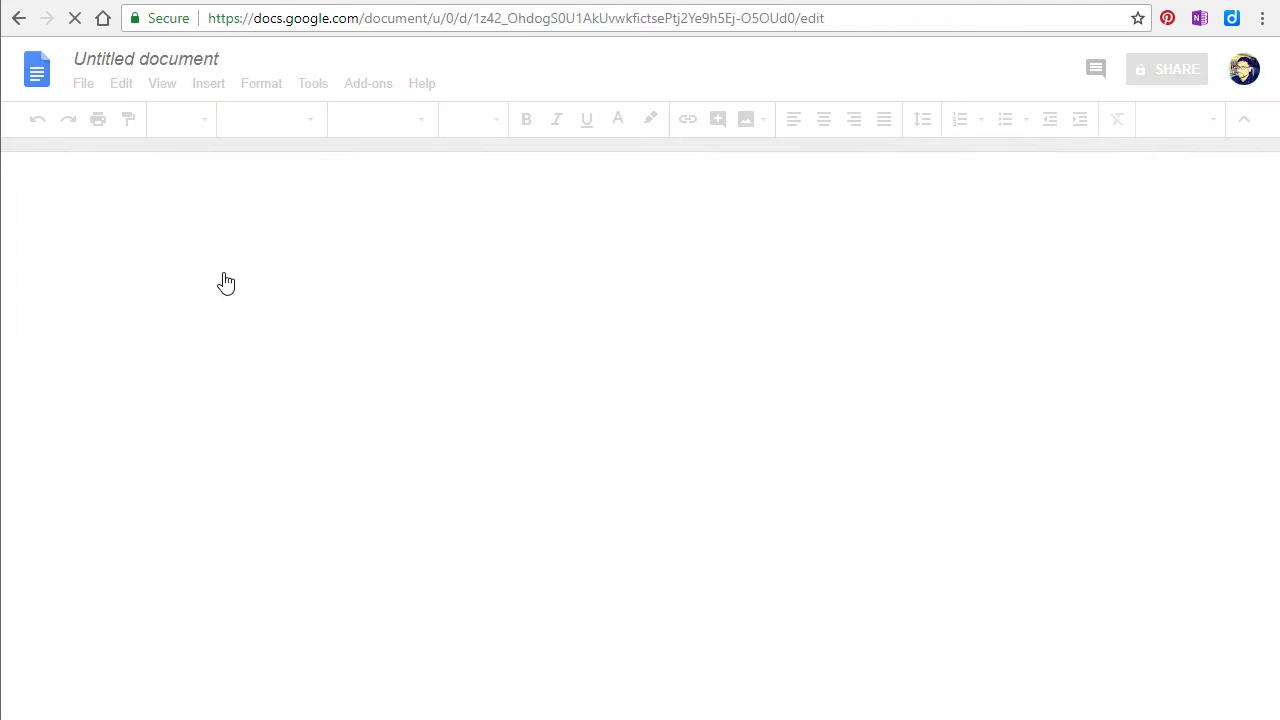 Secure https://docs.google.com/document/u/0/d/1z42_OhdogS0U1AkUvwkfictsePtj2Ye9h5Ej-O5OUd0/edit
Untitled document
File Edit View Insert Format Tools Add-ons Help
SHARE
B I U A